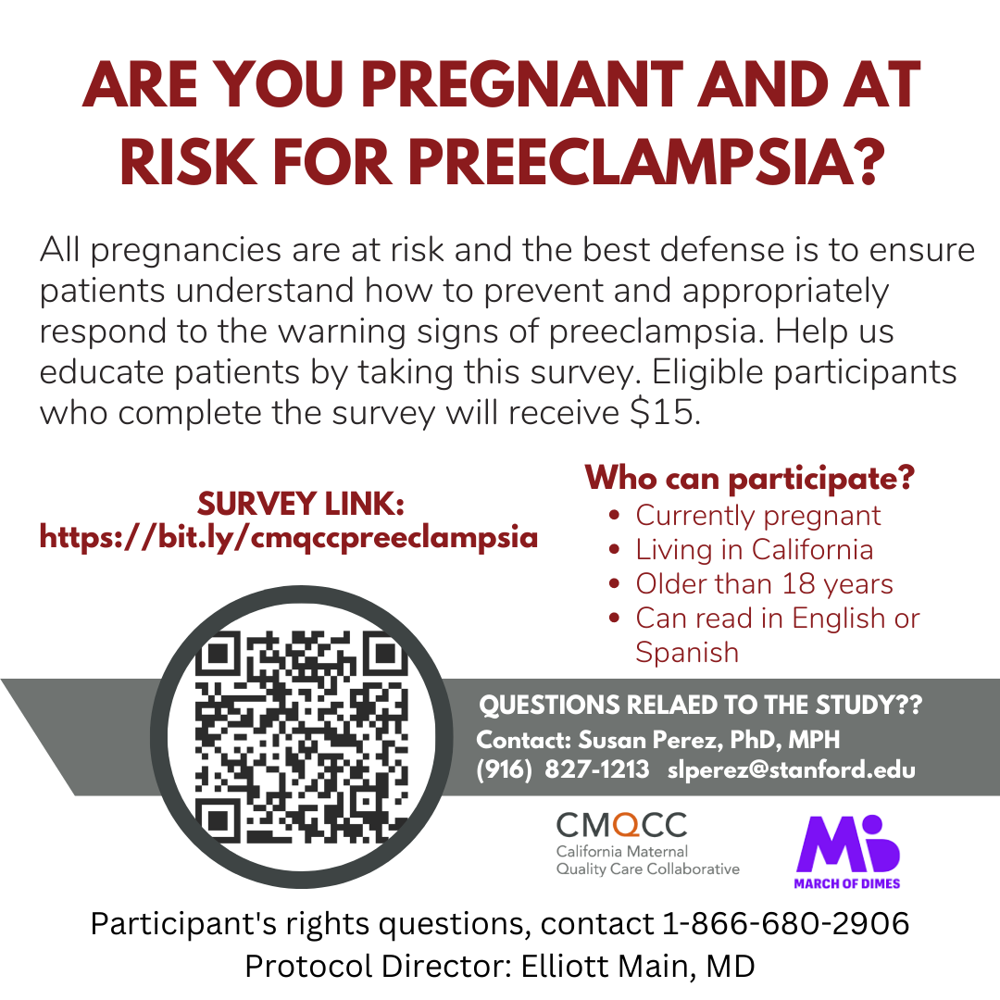 ARE YOU PREGNANT AND AT
RISK FOR PREECLAMPSIA?
All pregnancies are at risk and the best defense is to ensure
patients understand how to prevent and appropriately
respond to the warning signs of preeclampsia. Help us
educate patients by taking this survey. Eligible participants
who complete the survey will receive $15.
SURVEY LINK:
https://bit.ly/cmqccpreeclampsia
Who can participate?
• Currently pregnant
• Living in California
• Older than 18 years
• Can read in English or
Spanish
QUESTIONS RELAED TO THE STUDY??
Contact: Susan Perez, PhD, MPH
(916) 827-1213 slperez@stanford.edu
CMQCC
California Maternal
Quality Care Collaborative
MARCH OF DIMES
Participant's rights questions, contact 1-866-680-2906
Protocol Director: Elliott Main, MD